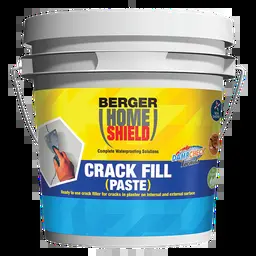 BERGER
HOME
SHIELD
Complete Waterproofing Solutions
CRACK FILL
(PASTE)
Ready to use crack filler for cracks in plaster on internal and external surface